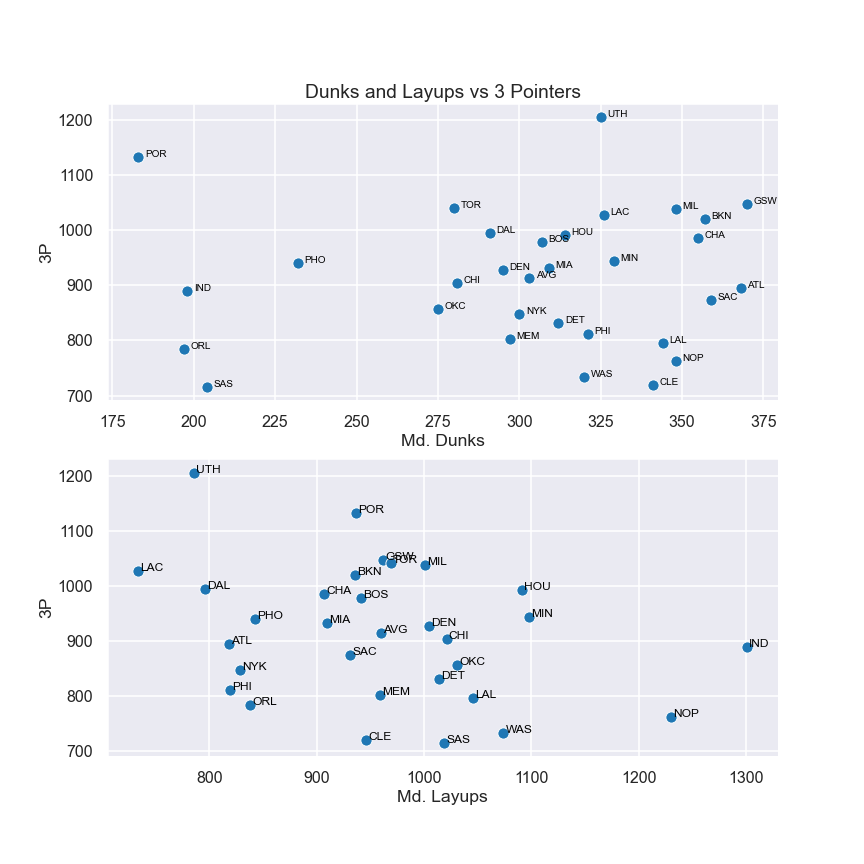 Dunks and Layups vs 3 Pointers
1200
UTH
POR
1100
TOR
LAC
MIL
GSW
BKN
1000
DAL
BOS
HOU
CHA
3P
PHO
DEN
MIA
MIN
AVG
900
IND
CHI
SAC
ATL
OKC
NYK
DET
PHI
800
ORL
MEM
LAL
NOP
WAS
700
SAS
CLE
175 200 225 250 275 300 325 350 375
Md. Dunks
1200
UTH
POR
1100
GSW
TOR
MIL
LAC
BKN
1000
DAL
CHA
BOS
HOU
3P
PHO
MIA
DEN
MIN
AVG
900
ATL
SAC
CHI
IND
NYK
OKC
PHI
DET
800
ORL
MEM
LAL
NOP
WAS
700
CLE
SAS
800 900 1000 1100 1200 1300
Md. Layups